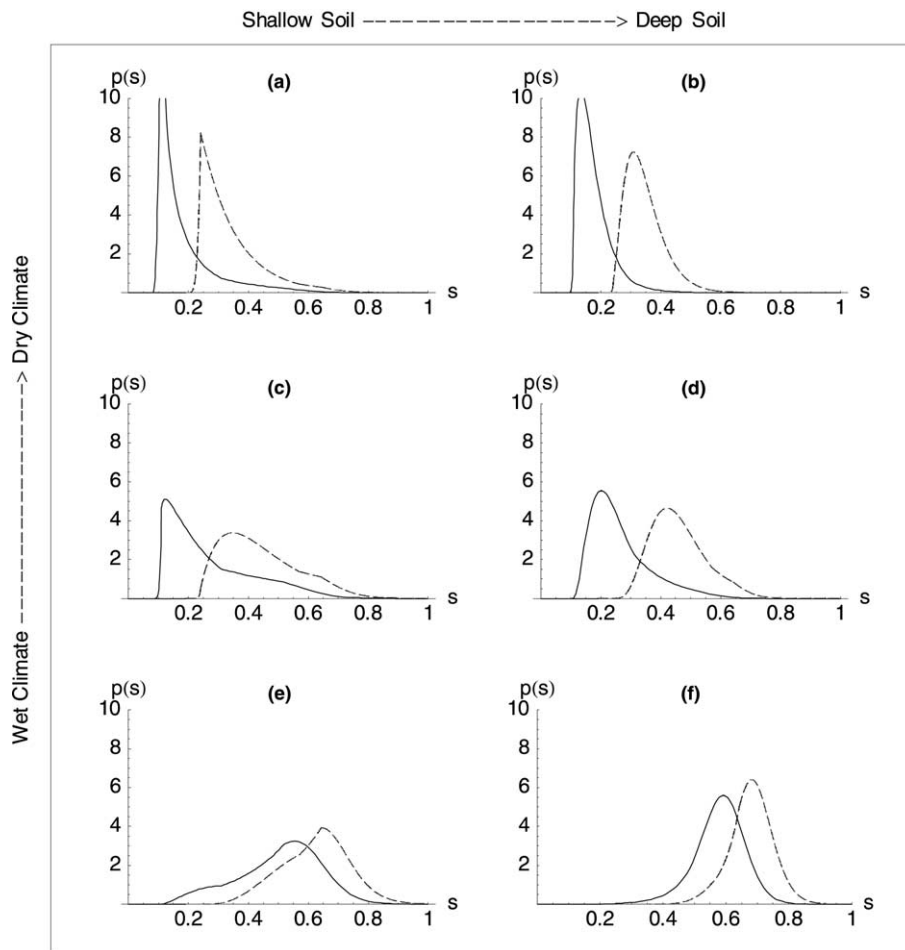 Shallow Soil ----------------------> Deep Soil
Wet Climate ------------------> Dry Climate
(a)
p(s)
10
8
6
4
2
0.2 0.4 0.6 0.8 1 s
(b)
p(s)
10
8
6
4
2
0.2 0.4 0.6 0.8 1 s
(c)
p(s)
10
8
6
4
2
0.2 0.4 0.6 0.8 1 s
(d)
p(s)
10
8
6
4
2
0.2 0.4 0.6 0.8 1 s
(e)
p(s)
10
8
6
4
2
0.2 0.4 0.6 0.8 1 s
(f)
p(s)
10
8
6
4
2
0.2 0.4 0.6 0.8 1 s